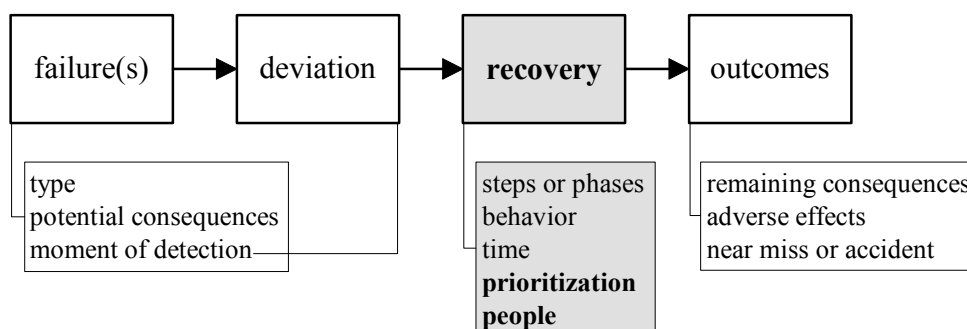 failure(s)
deviation
recovery
outcomes
type
potential consequences
moment of detection
steps or phases
behavior
time
prioritization
people
remaining consequences
adverse effects
near miss or accident